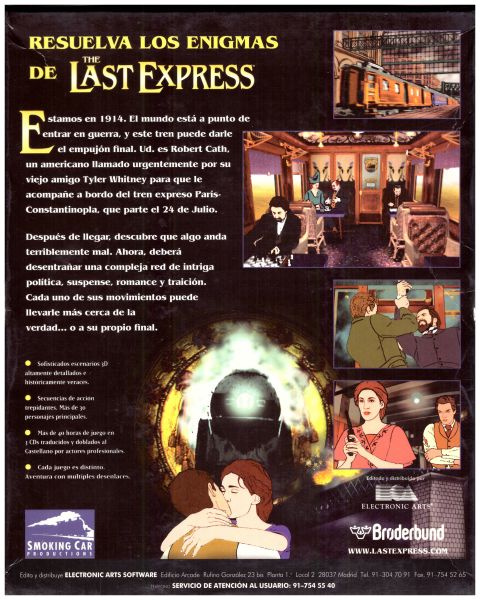 RESUELVA LOS ENIGMAS
DE THE LAST EXPRESS
Estamos en 1914. El mundo está a punto de
entrar en guerra, y este tren puede darle
el empujón final. Ud. es Robert Cath,
un americano llamado urgentemente por su
viejo amigo Tyler Whitney para que le
acompañe a bordo del tren expreso París-
Constantinopla, que parte el 24 de Julio.
Después de llegar, descubre que algo anda
terriblemente mal. Ahora, deberá
desentrañar una compleja red de intriga
política, suspense, romance y traición.
Cada uno de sus movimientos puede
llevarle más cerca de la
verdad... o a su propio final.
Sofisticados escenarios 3D
altamente detallados e
históricamente veraces.
Secuencias de acción
trepidantes. Más de 30
personajes principales.
Más de 40 horas de juego en
3 CDs traducidos y doblados al
Castellano por actores profesionales.
Cada juego es distinto.
Aventura con multiples desenlaces.
Editado y distribuido por
ELECTRONIC ARTS
Brøderbund
WWW.LASTEXPRESS.COM
SMOKING CAR
PRODUCTIONS
Edita y distribuye ELECTRONIC ARTS SOFTWARE Edificio Arcade Rufino González 23 bis Planta 1.ª Local 2 28037 Madrid Tel. 91-304 70 91 Fax. 91-754 52 65
SERVICIO DE ATENCIÓN AL USUARIO: 91-754 55 40